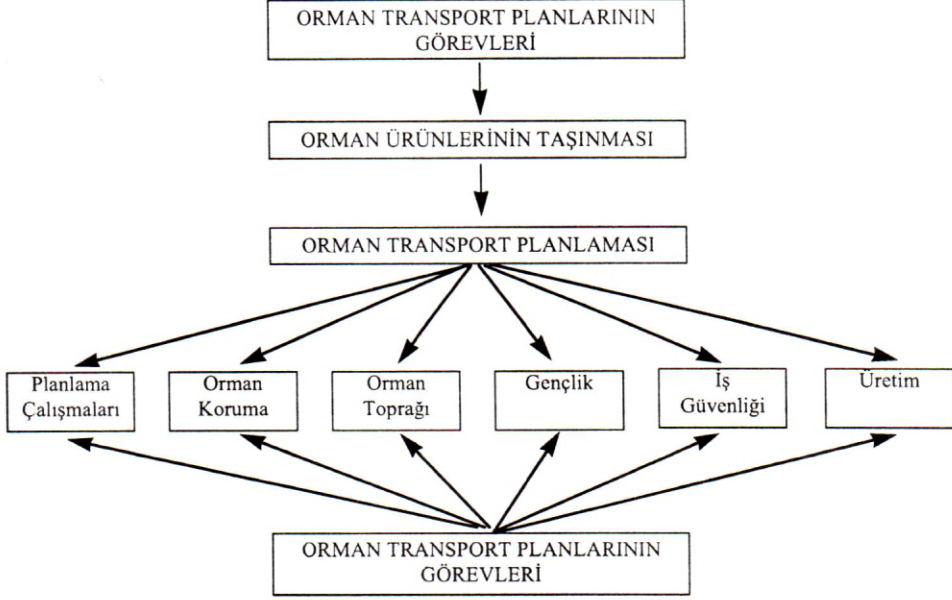 ORMAN TRANSPORT PLANLARININ
GÖREVLERİ
ORMAN ÜRÜNLERİNİN TAŞINMASI
ORMAN TRANSPORT PLANLAMASI
Planlama
Çalışmaları
Orman
Koruma
Orman
Toprağı
Gençlik
İş
Güvenliği
Üretim
ORMAN TRANSPORT PLANLARININ
GÖREVLERİ